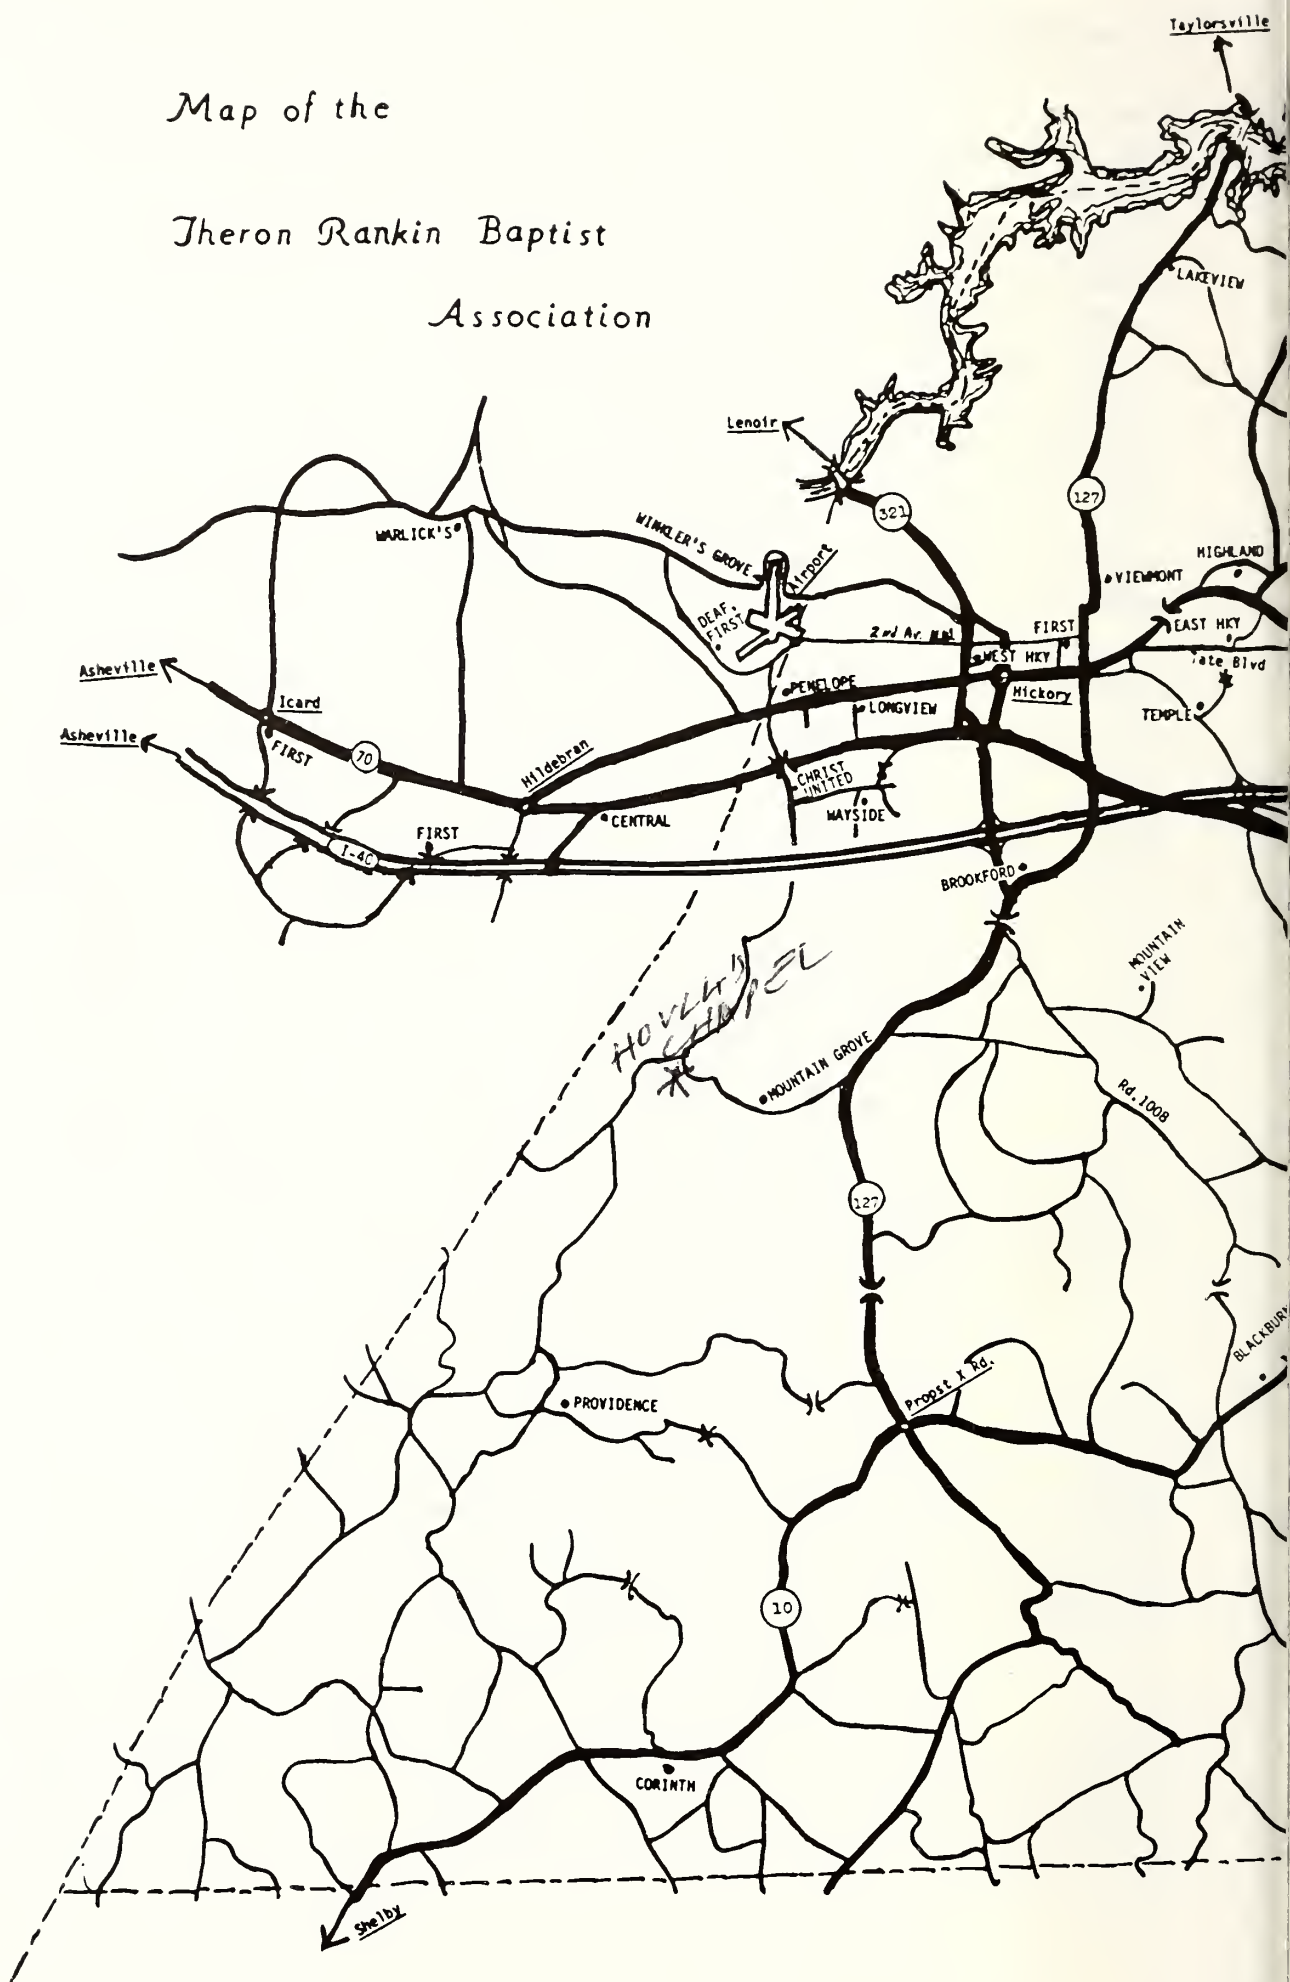 Taylorsville
Map of the
Theron Rankin Baptist
Association
LAKEVIEW
Lenoir
127
321
WARLICK'S
WINKLER'S GROVE
Airport
HIGHLAND
VIEWMONT
DEAF,
FIRST
2nd Av. NW
FIRST
EAST HKY
WEST HKY
Tate Blvd
Asheville
Icard
PENELOPE
Hickory
LONGVIEW
TEMPLE
Asheville
FIRST
70
Hildebran
CHRIST
UNITED
WAYSIDE
CENTRAL
FIRST
I-40
BROOKFORD
MOUNTAIN
VIEW
HOYLE'S
CHAPEL
MOUNTAIN GROVE
Rd. 1008
127
BLACKBURN
Propst X Rd.
PROVIDENCE
10
CORINTH
Shelby